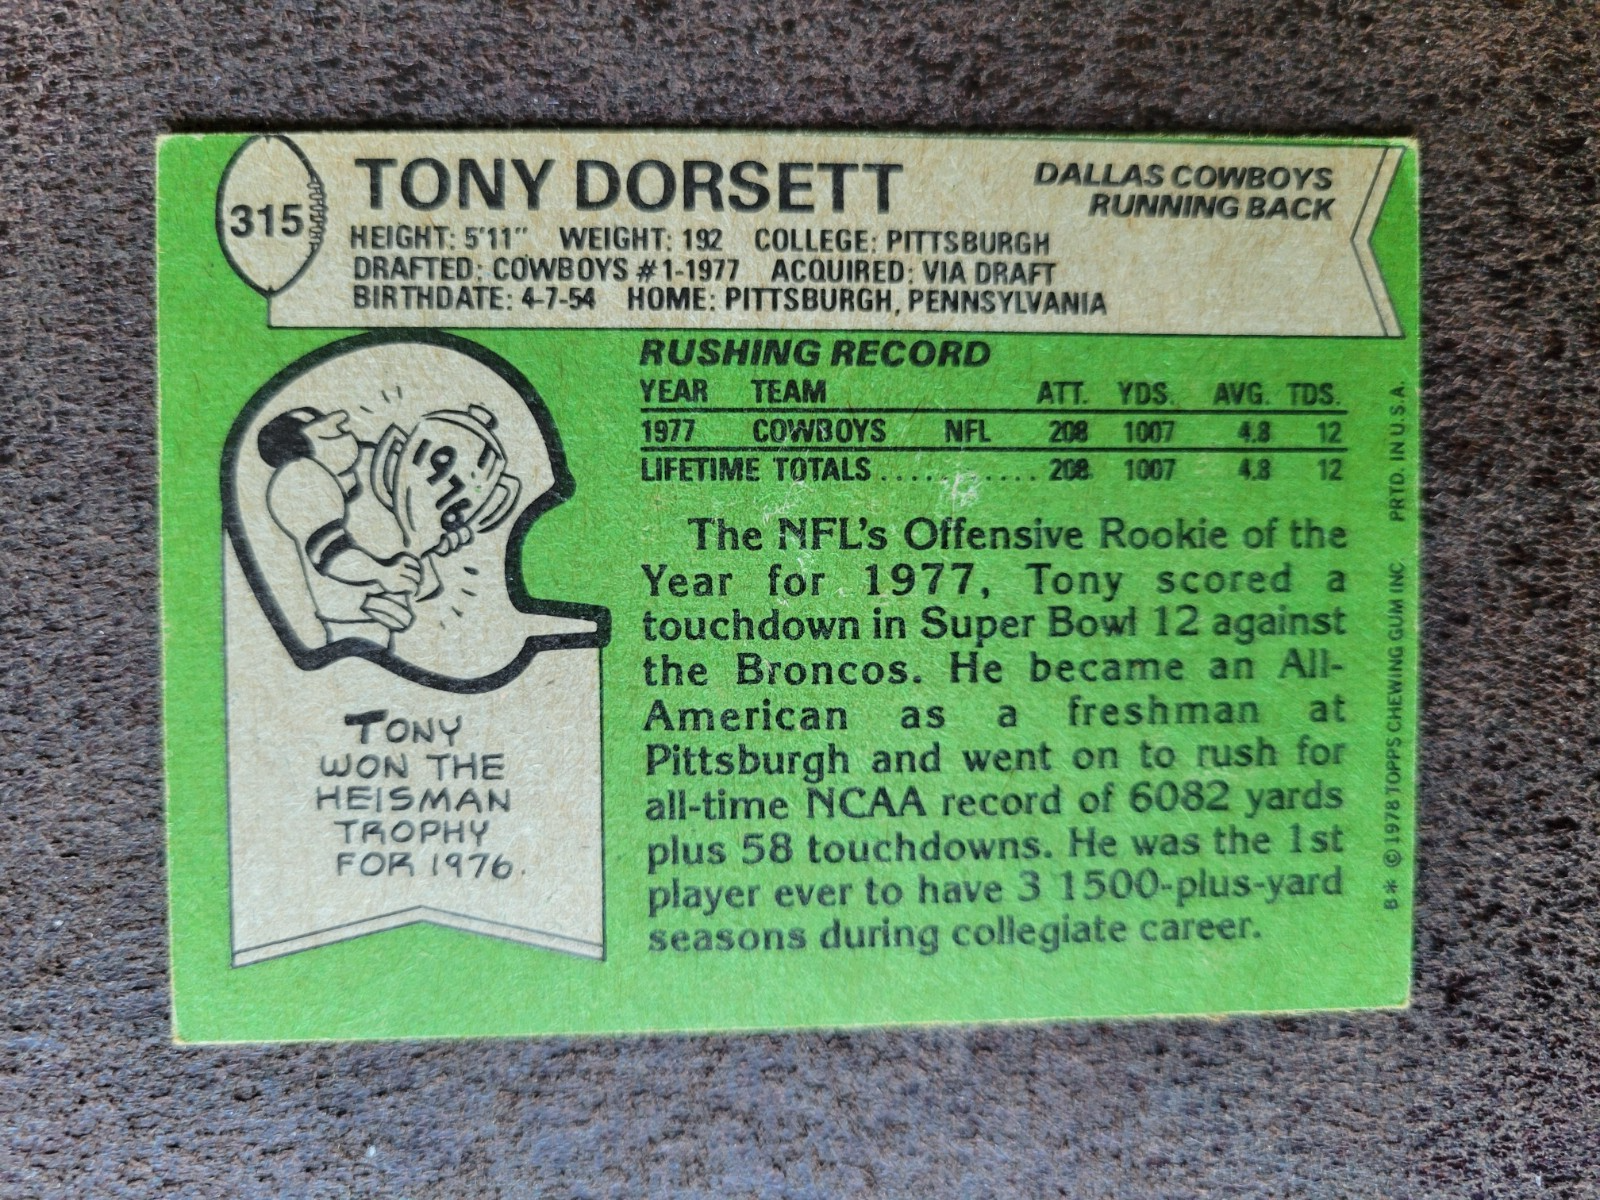 315
TONY DORSETT
DALLAS COWBOYS
RUNNING BACK
HEIGHT: 5'11" WEIGHT: 192 COLLEGE: PITTSBURGH
DRAFTED: COWBOYS #1-1977 ACQUIRED: VIA DRAFT
BIRTHDATE: 4-7-54 HOME: PITTSBURGH, PENNSYLVANIA
RUSHING RECORD
YEAR TEAM ATT. YDS. AVG. TDS.
1977 COWBOYS NFL 208 1007 4.8 12
LIFETIME TOTALS ........... 208 1007 4.8 12
The NFL's Offensive Rookie of the
Year for 1977, Tony scored a
touchdown in Super Bowl 12 against
the Broncos. He became an All-
American as a freshman at
Pittsburgh and went on to rush for
all-time NCAA record of 6082 yards
plus 58 touchdowns. He was the 1st
player ever to have 3 1500-plus-yard
seasons during collegiate career.
1976
TONY
WON THE
HEISMAN
TROPHY
FOR 1976.
B* © 1978 TOPPS CHEWING GUM INC PRTD. IN U.S.A.